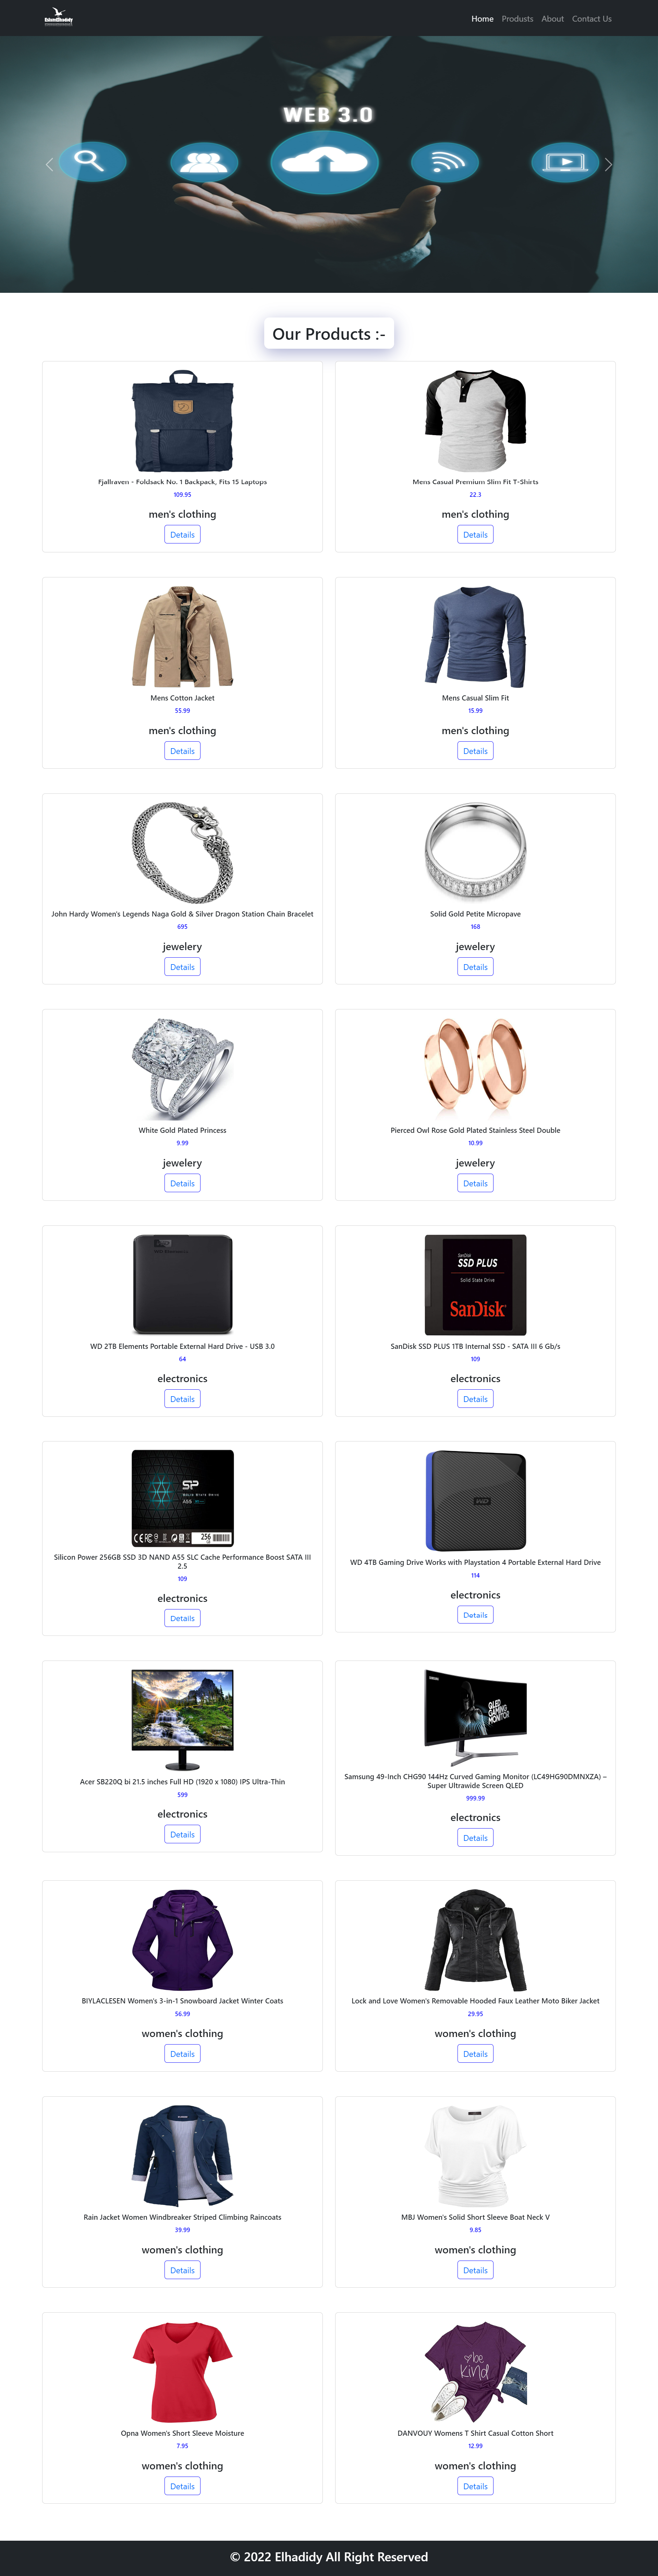 ElslamElhadidy
Home Produsts About Contact Us
WEB 3.0
Our Products :-
Fjallraven - Foldsack No. 1 Backpack, Fits 15 Laptops
109.95
men's clothing
Details
Mens Casual Premium Slim Fit T-Shirts
22.3
men's clothing
Details
Mens Cotton Jacket
55.99
men's clothing
Details
Mens Casual Slim Fit
15.99
men's clothing
Details
John Hardy Women's Legends Naga Gold & Silver Dragon Station Chain Bracelet
695
jewelery
Details
Solid Gold Petite Micropave
168
jewelery
Details
White Gold Plated Princess
9.99
jewelery
Details
Pierced Owl Rose Gold Plated Stainless Steel Double
10.99
jewelery
Details
WD 2TB Elements Portable External Hard Drive - USB 3.0
64
electronics
Details
SanDisk
SSD PLUS
Solid State Drive
SanDisk
SanDisk SSD PLUS 1TB Internal SSD - SATA III 6 Gb/s
109
electronics
Details
SP
A55
256
Silicon Power 256GB SSD 3D NAND A55 SLC Cache Performance Boost SATA III
2.5
109
electronics
Details
WD
WD 4TB Gaming Drive Works with Playstation 4 Portable External Hard Drive
114
electronics
Details
Acer SB220Q bi 21.5 inches Full HD (1920 x 1080) IPS Ultra-Thin
599
electronics
Details
QLED
GAMING
MONITOR
Samsung 49-Inch CHG90 144Hz Curved Gaming Monitor (LC49HG90DMNXZA) –
Super Ultrawide Screen QLED
999.99
electronics
Details
BIYLACLESEN Women's 3-in-1 Snowboard Jacket Winter Coats
56.99
women's clothing
Details
Lock and Love Women's Removable Hooded Faux Leather Moto Biker Jacket
29.95
women's clothing
Details
Rain Jacket Women Windbreaker Striped Climbing Raincoats
39.99
women's clothing
Details
MBJ Women's Solid Short Sleeve Boat Neck V
9.85
women's clothing
Details
Opna Women's Short Sleeve Moisture
7.95
women's clothing
Details
be
Kind
DANVOUY Womens T Shirt Casual Cotton Short
12.99
women's clothing
Details
© 2022 Elhadidy All Right Reserved